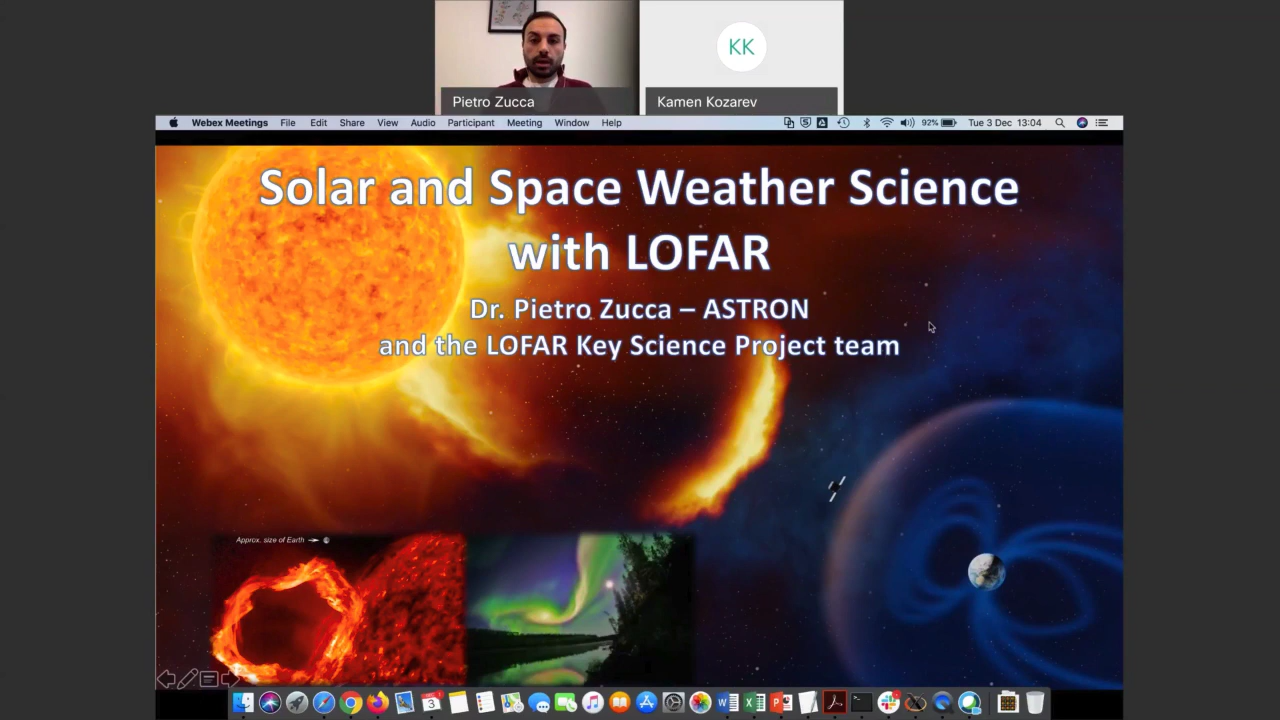 KK
Pietro Zucca
Kamen Kozarev
Webex Meetings File Edit Share View Audio Participant Meeting Window Help 92% Tue 3 Dec 13:04
Solar and Space Weather Science
with LOFAR
Dr. Pietro Zucca – ASTRON
and the LOFAR Key Science Project team
Approx. size of Earth